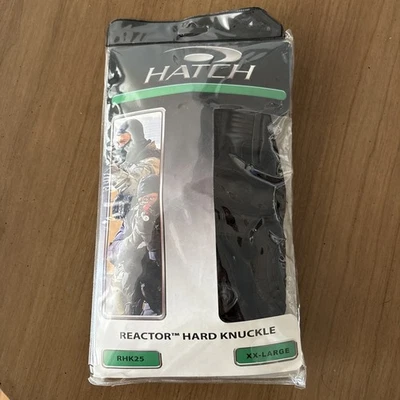 HATCH
REACTOR™ HARD KNUCKLE
RHK25
XX-LARGE